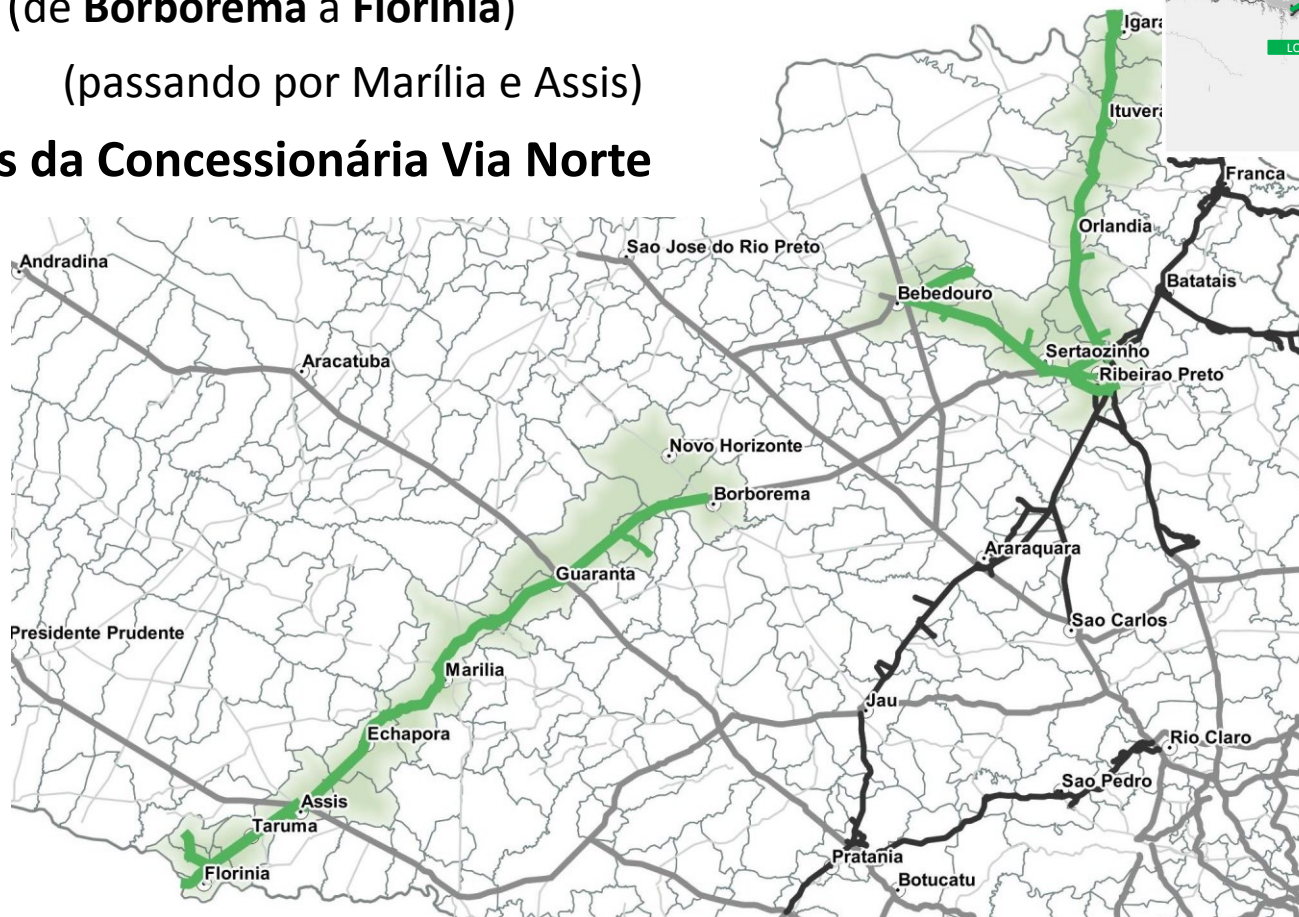 (de Borborema a Florínia)
(passando por Marília e Assis)
s da Concessionária Via Norte
Igara
LO
Ituvera
Franca
Orlandia
Sao Jose do Rio Preto
Andradina
Batatais
Bebedouro
Sertaozinho
Aracatuba
Ribeirao Preto
Novo Horizonte
Borborema
Araraquara
Guaranta
Sao Carlos
Presidente Prudente
Marilia
Jau
Echapora
Rio Claro
Sao Pedro
Assis
Taruma
Pratania
Florinia
Botucatu